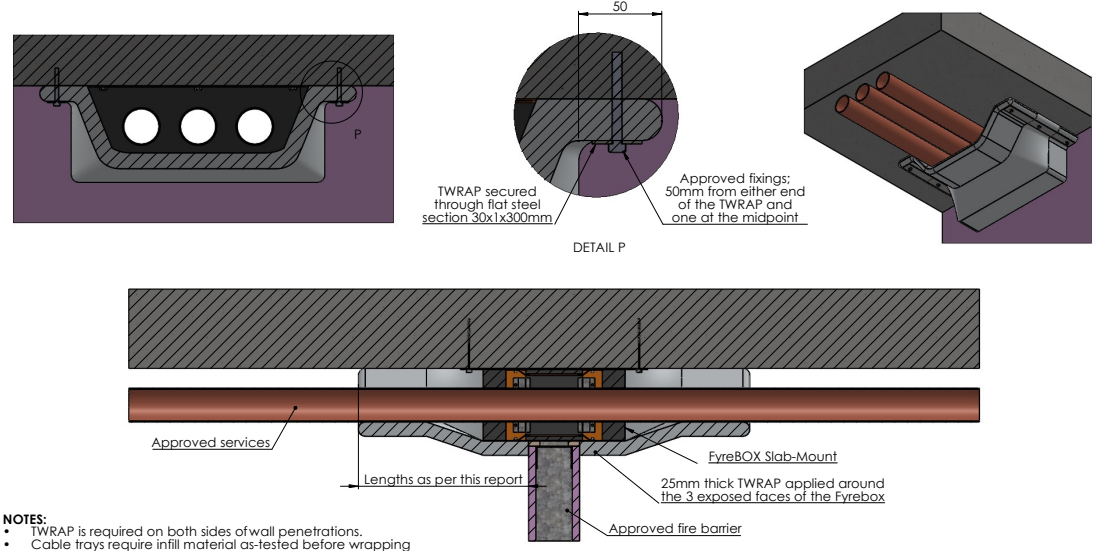 50
P
TWRAP secured
through flat steel
section 30x1x300mm
Approved fixings;
50mm from either end
of the TWRAP and
one at the midpoint
DETAIL P
Approved services
FyreBOX Slab-Mount
Lengths as per this report
25mm thick TWRAP applied around
the 3 exposed faces of the Fyrebox
Approved fire barrier
NOTES:
• TWRAP is required on both sides of wall penetrations.
• Cable trays require infill material as-tested before wrapping